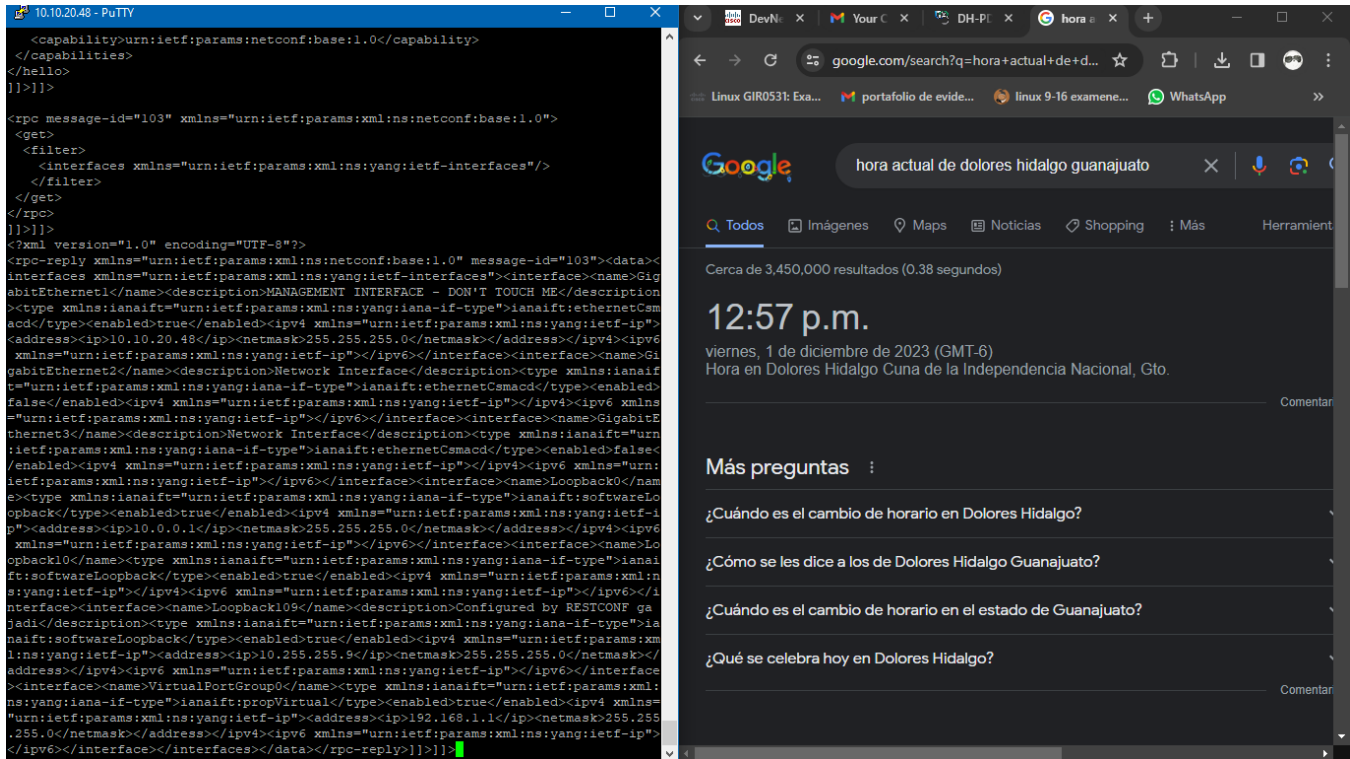 10.10.20.48 - PuTTY
<capability>urn:ietf:params:netconf:base:1.0</capability>
</capabilities>
</hello>
]]>]]>
<rpc message-id="103" xmlns="urn:ietf:params:xml:ns:netconf:base:1.0">
<get>
<filter>
<interfaces xmlns="urn:ietf:params:xml:ns:yang:ietf-interfaces"/>
</filter>
</get>
</rpc>
]]>]]>
<?xml version="1.0" encoding="UTF-8"?>
<rpc-reply xmlns="urn:ietf:params:xml:ns:netconf:base:1.0" message-id="103"><data><
interfaces xmlns="urn:ietf:params:xml:ns:yang:ietf-interfaces"><interface><name>Gig
abitEthernet1</name><description>MANAGEMENT INTERFACE - DON'T TOUCH ME</description
><type xmlns:ianaift="urn:ietf:params:xml:ns:yang:iana-if-type">ianaift:ethernetCsm
acd</type><enabled>true</enabled><ipv4 xmlns="urn:ietf:params:xml:ns:yang:ietf-ip">
<address><ip>10.10.20.48</ip><netmask>255.255.255.0</netmask></address></ipv4><ipv6
xmlns="urn:ietf:params:xml:ns:yang:ietf-ip"></ipv6></interface><interface><name>Gi
gabitEthernet2</name><description>Network Interface</description><type xmlns:ianaif
t="urn:ietf:params:xml:ns:yang:iana-if-type">ianaift:ethernetCsmacd</type><enabled>
false</enabled><ipv4 xmlns="urn:ietf:params:xml:ns:yang:ietf-ip"></ipv4><ipv6 xmlns
="urn:ietf:params:xml:ns:yang:ietf-ip"></ipv6></interface><interface><name>GigabitE
thernet3</name><description>Network Interface</description><type xmlns:ianaift="urn
:ietf:params:xml:ns:yang:iana-if-type">ianaift:ethernetCsmacd</type><enabled>false<
/enabled><ipv4 xmlns="urn:ietf:params:xml:ns:yang:ietf-ip"></ipv4><ipv6 xmlns="urn:
ietf:params:xml:ns:yang:ietf-ip"></ipv6></interface><interface><name>Loopback0</nam
e><type xmlns:ianaift="urn:ietf:params:xml:ns:yang:iana-if-type">ianaift:softwareLo
opback</type><enabled>true</enabled><ipv4 xmlns="urn:ietf:params:xml:ns:yang:ietf-i
p"><address><ip>10.0.0.1</ip><netmask>255.255.255.0</netmask></address></ipv4><ipv6
xmlns="urn:ietf:params:xml:ns:yang:ietf-ip"></ipv6></interface><interface><name>Lo
opback10</name><type xmlns:ianaift="urn:ietf:params:xml:ns:yang:iana-if-type">ianai
ft:softwareLoopback</type><enabled>true</enabled><ipv4 xmlns="urn:ietf:params:xml:n
s:yang:ietf-ip"></ipv4><ipv6 xmlns="urn:ietf:params:xml:ns:yang:ietf-ip"></ipv6></i
nterface><interface><name>Loopback109</name><description>Configured by RESTCONF ga
jadi</description><type xmlns:ianaift="urn:ietf:params:xml:ns:yang:iana-if-type">ia
naift:softwareLoopback</type><enabled>true</enabled><ipv4 xmlns="urn:ietf:params:xm
l:ns:yang:ietf-ip"><address><ip>10.255.255.9</ip><netmask>255.255.255.0</netmask></
address></ipv4><ipv6 xmlns="urn:ietf:params:xml:ns:yang:ietf-ip"></ipv6></interface
><interface><name>VirtualPortGroup0</name><type xmlns:ianaift="urn:ietf:params:xml:
ns:yang:iana-if-type">ianaift:propVirtual</type><enabled>true</enabled><ipv4 xmlns=
"urn:ietf:params:xml:ns:yang:ietf-ip"><address><ip>192.168.1.1</ip><netmask>255.255
.255.0</netmask></address></ipv4><ipv6 xmlns="urn:ietf:params:xml:ns:yang:ietf-ip">
</ipv6></interface></interfaces></data></rpc-reply>]]>]]>
DevN Your C DH-P hora a
google.com/search?q=hora+actual+de+d...
Linux GIR0531: Exa... portafolio de evide... linux 9-16 examene... WhatsApp
Google hora actual de dolores hidalgo guanajuato
Todos Imágenes Maps Noticias Shopping Más Herramient
Cerca de 3,450,000 resultados (0.38 segundos)
12:57 p.m.
viernes, 1 de diciembre de 2023 (GMT-6)
Hora en Dolores Hidalgo Cuna de la Independencia Nacional, Gto.
Comentar
Más preguntas
¿Cuándo es el cambio de horario en Dolores Hidalgo?
¿Cómo se les dice a los de Dolores Hidalgo Guanajuato?
¿Cuándo es el cambio de horario en el estado de Guanajuato?
¿Qué se celebra hoy en Dolores Hidalgo?
Comentar